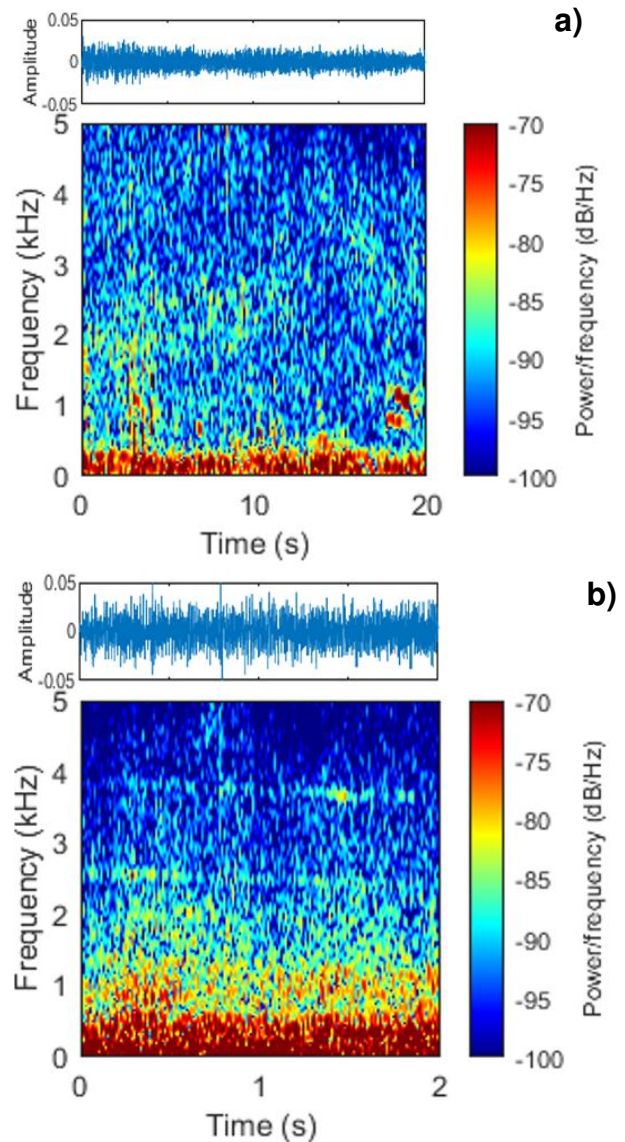 a)
Amplitude
0.05
0
-0.05
Frequency (kHz)
5
4
3
2
1
0
0 10 20
Time (s)
-70
-75
-80
-85
-90
-95
-100
Power/frequency (dB/Hz)
b)
Amplitude
0.05
0
-0.05
Frequency (kHz)
5
4
3
2
1
0
0 1 2
Time (s)
-70
-75
-80
-85
-90
-95
-100
Power/frequency (dB/Hz)